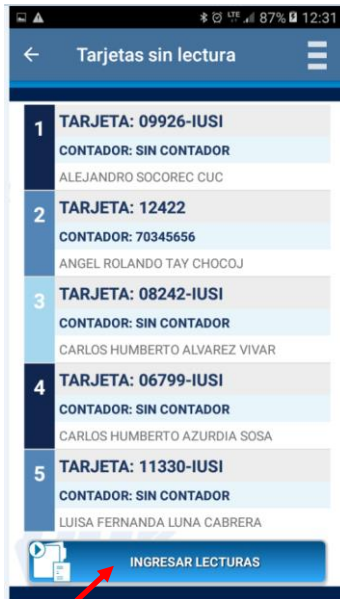 LTE 87% 12:31
Tarjetas sin lectura
1 TARJETA: 09926-IUSI
CONTADOR: SIN CONTADOR
ALEJANDRO SOCOREC CUC
2 TARJETA: 12422
CONTADOR: 70345656
ANGEL ROLANDO TAY CHOCOJ
3 TARJETA: 08242-IUSI
CONTADOR: SIN CONTADOR
CARLOS HUMBERTO ALVAREZ VIVAR
4 TARJETA: 06799-IUSI
CONTADOR: SIN CONTADOR
CARLOS HUMBERTO AZURDIA SOSA
5 TARJETA: 11330-IUSI
CONTADOR: SIN CONTADOR
LUISA FERNANDA LUNA CABRERA
INGRESAR LECTURAS